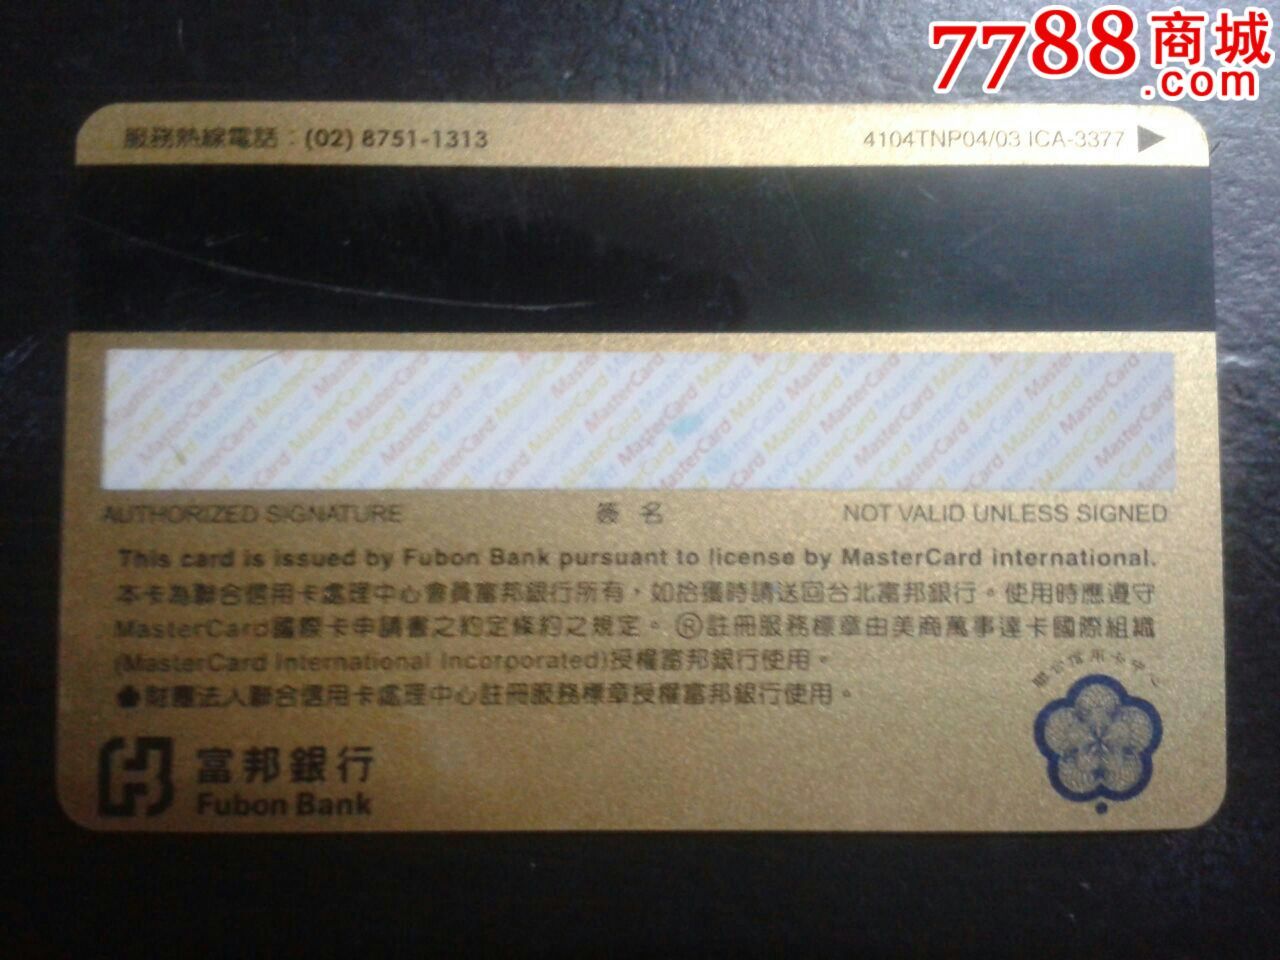 7788商城
.com
服務熱線電話：(02) 8751-1313
4104TNP04/03 ICA-3377
AUTHORIZED SIGNATURE
簽名
NOT VALID UNLESS SIGNED
This card is issued by Fubon Bank pursuant to license by MasterCard International.
本卡為聯合信用卡處理中心會員富邦銀行所有，如拾獲時請送回台北富邦銀行。使用時應遵守
MasterCard國際卡申請書之約定條約之規定。Ⓡ註冊服務標章由美商萬事達卡國際組織
(MasterCard International Incorporated)授權富邦銀行使用。
財團法人聯合信用卡處理中心註冊服務標章授權富邦銀行使用。
聯合信用卡中心
富邦銀行
Fubon Bank